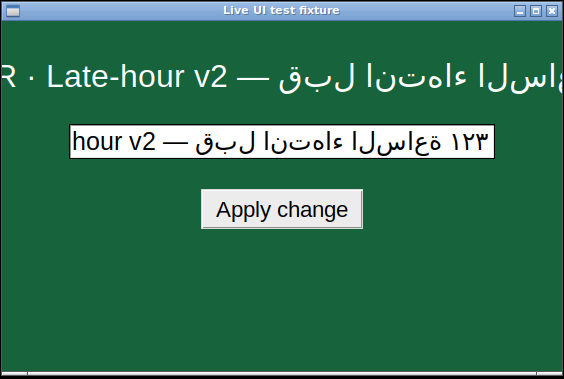 R · Late-hour v2 — قبل انتهاء الساع
hour v2 — قبل انتهاء الساعة ١٢٣
Apply change
Live UI test fixture